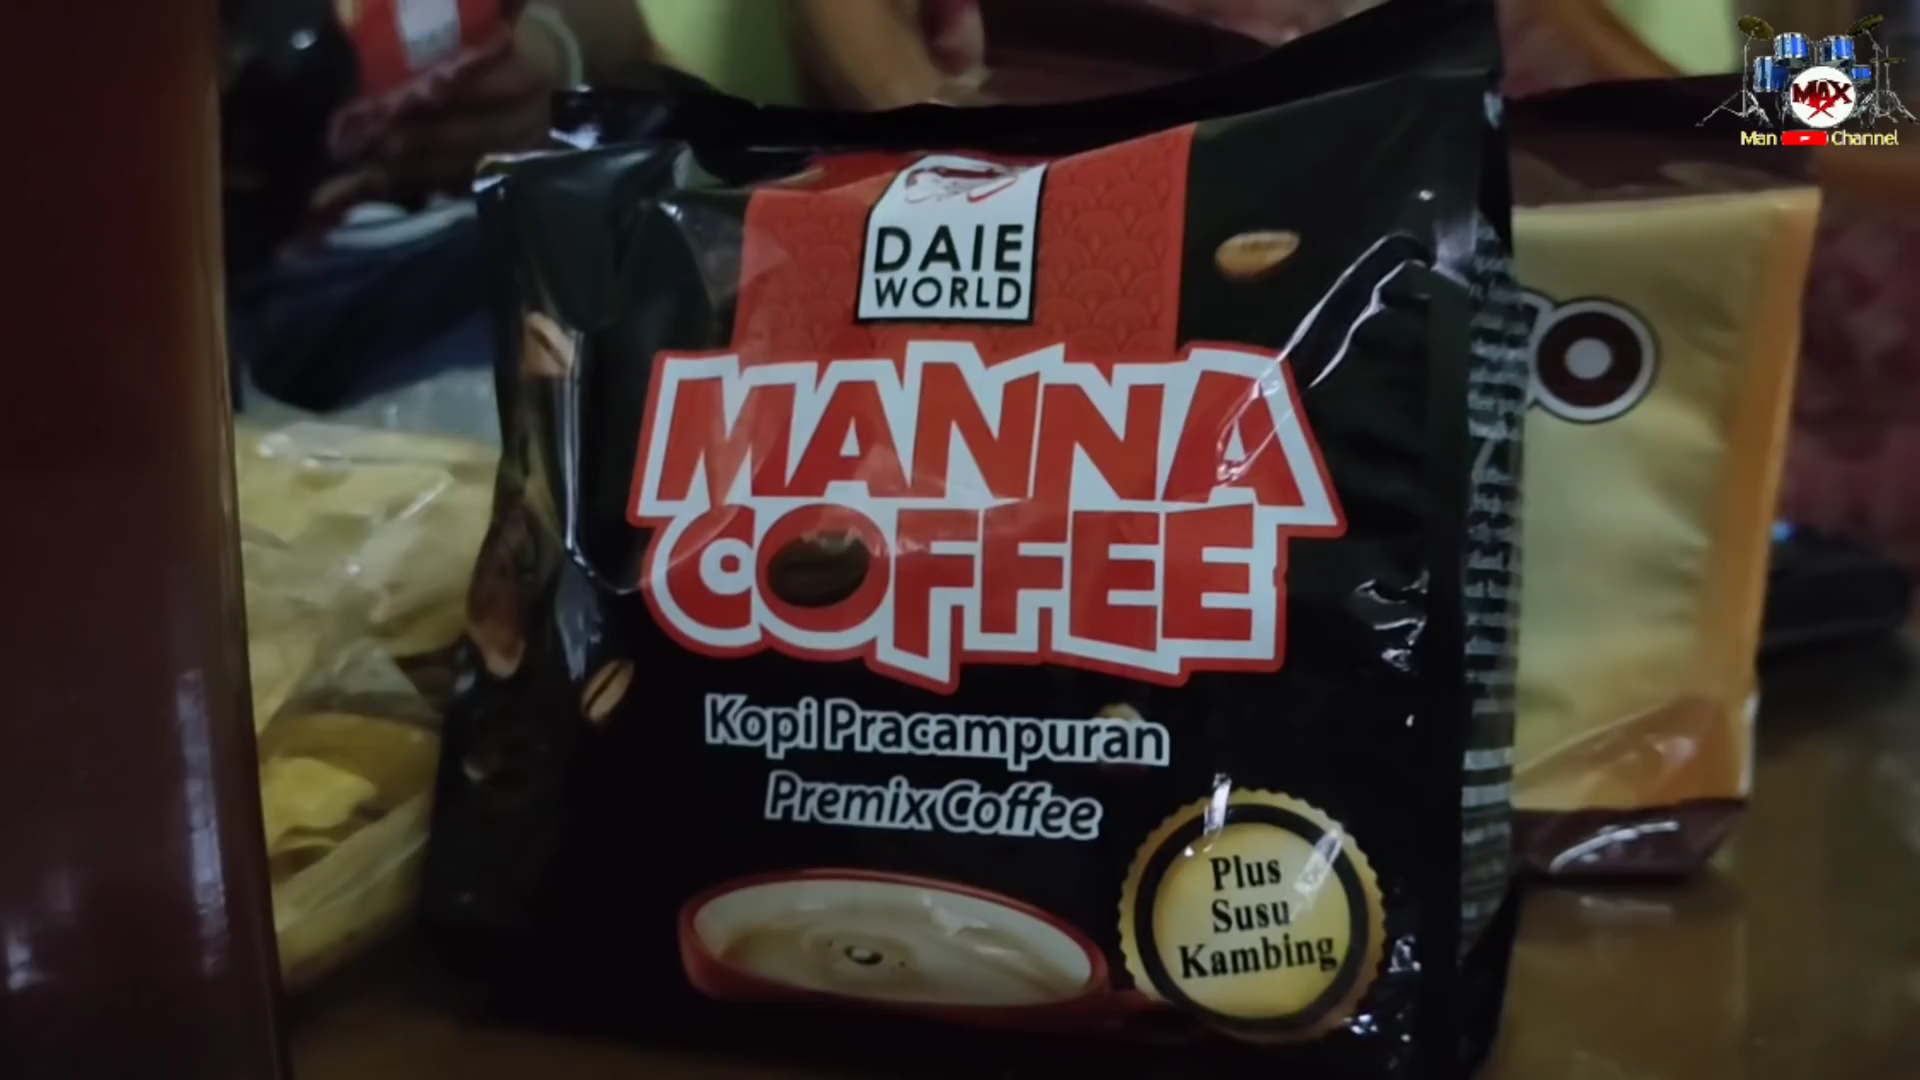 MAX
Man Channel
DAIE
WORLD
MANNA
COFFEE
Kopi Pracampuran
Premix Coffee
Plus
Susu
Kambing
O